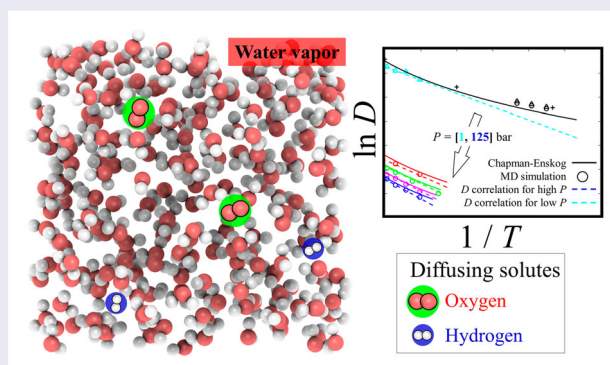 Water vapor
ln D
P = [1, 125] bar
Chapman-Enskog
MD simulation
D correlation for high P
D correlation for low P
1 / T
Diffusing solutes
Oxygen
Hydrogen